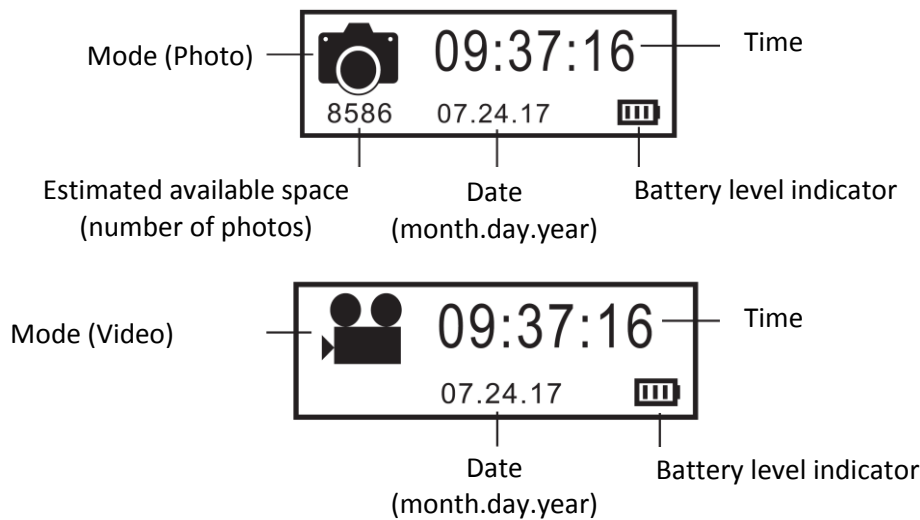 Mode (Photo)
09:37:16
Time
8586
07.24.17
Estimated available space
(number of photos)
Date
(month.day.year)
Battery level indicator
Mode (Video)
09:37:16
Time
07.24.17
Date
(month.day.year)
Battery level indicator